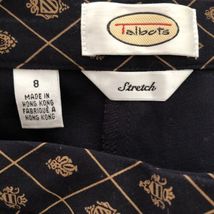 Talbots
8
MADE IN
HONG KONG
FABRIQUÉ À
HONG KONG
Stretch